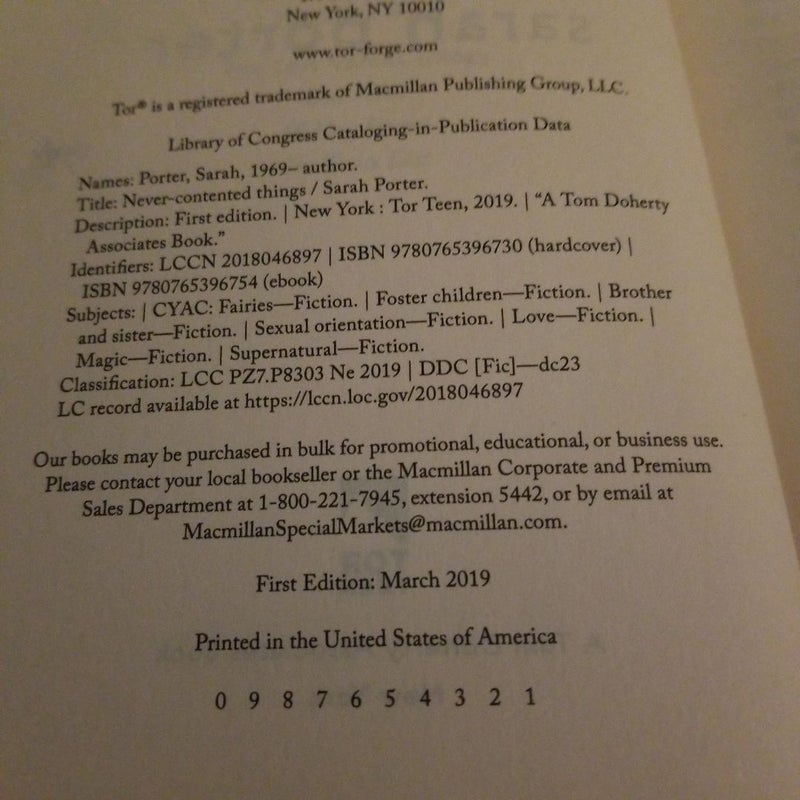 New York, NY 10010
www.tor-forge.com
Tor® is a registered trademark of Macmillan Publishing Group, LLC.
Library of Congress Cataloging-in-Publication Data
Names: Porter, Sarah, 1969– author.
Title: Never-contented things / Sarah Porter.
Description: First edition. | New York : Tor Teen, 2019. | “A Tom Doherty
Associates Book.”
Identifiers: LCCN 2018046897 | ISBN 9780765396730 (hardcover) |
ISBN 9780765396754 (ebook)
Subjects: | CYAC: Fairies—Fiction. | Foster children—Fiction. | Brother
and sister—Fiction. | Sexual orientation—Fiction. | Love—Fiction. |
Magic—Fiction. | Supernatural—Fiction.
Classification: LCC PZ7.P8303 Ne 2019 | DDC [Fic]—dc23
LC record available at https://lccn.loc.gov/2018046897
Our books may be purchased in bulk for promotional, educational, or business use.
Please contact your local bookseller or the Macmillan Corporate and Premium
Sales Department at 1-800-221-7945, extension 5442, or by email at
MacmillanSpecialMarkets@macmillan.com.
First Edition: March 2019
Printed in the United States of America
0 9 8 7 6 5 4 3 2 1